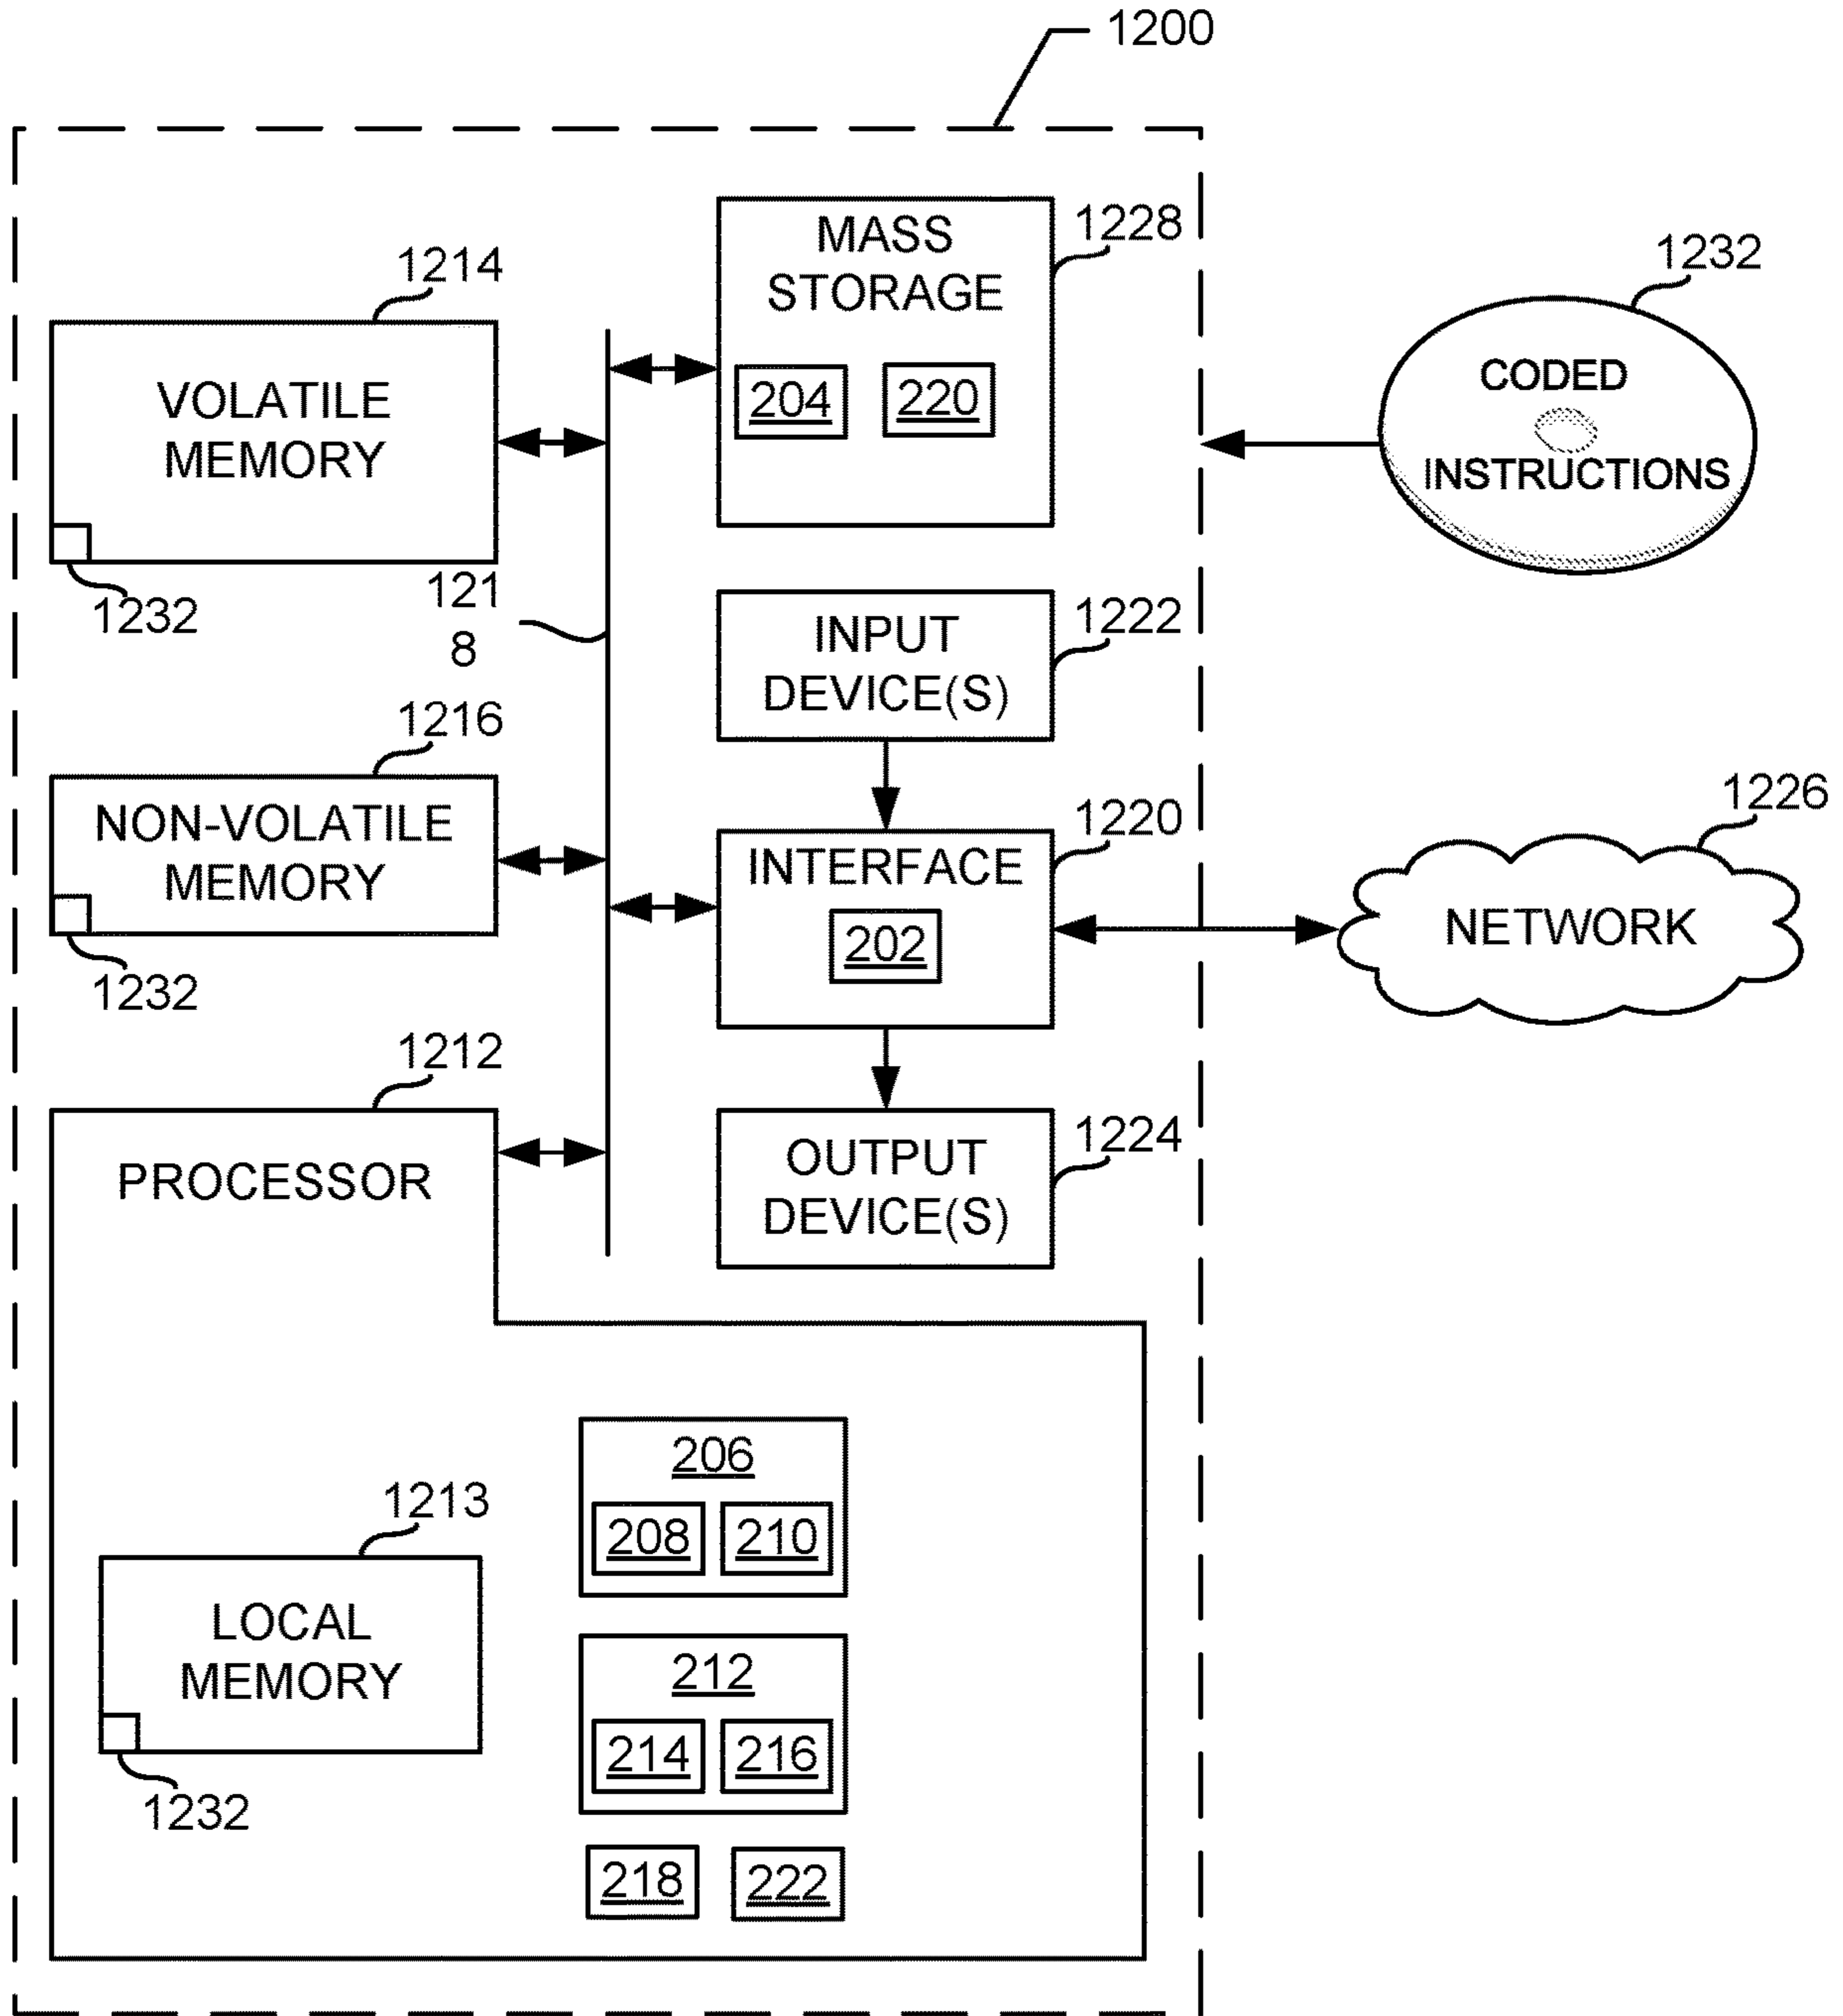 1200
MASS
STORAGE
1228
204
220
1214
VOLATILE
MEMORY
1232
1232
CODED
INSTRUCTIONS
121
8
INPUT
DEVICE(S)
1222
1216
NON-VOLATILE
MEMORY
1232
INTERFACE
202
1220
1226
NETWORK
1212
PROCESSOR
OUTPUT
DEVICE(S)
1224
206
208
210
1213
LOCAL
MEMORY
1232
212
214
216
218
222